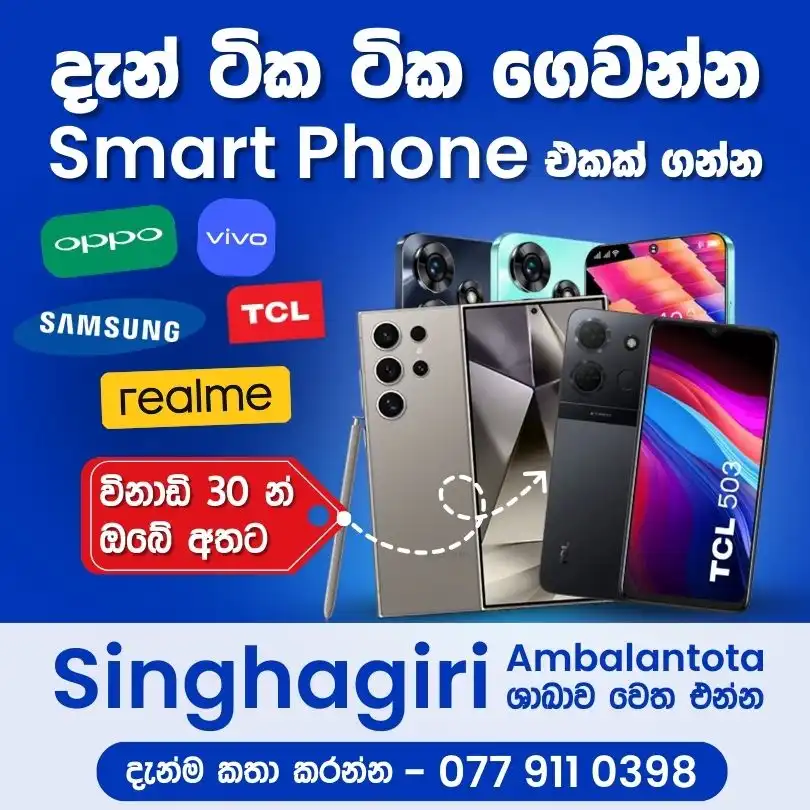 දැන් ටික ටික ගෙවන්න
Smart Phone එකක් ගන්න
oppo
vivo
SAMSUNG
TCL
realme
විනාඩි 30 න්
ඔබේ අතට
TCL
TCL 503
Singhagiri
Ambalantota
ශාඛාව වෙත එන්න
දැන්ම කතා කරන්න – 077 911 0398